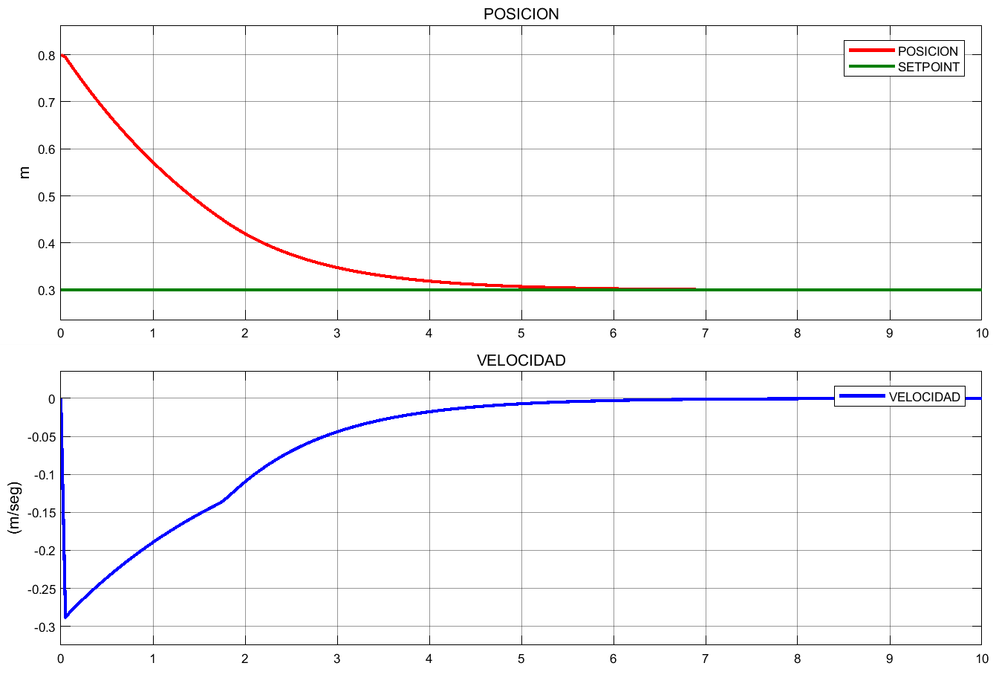 POSICION
0.8
0.7
0.6
0.5
0.4
0.3
m
POSICION
SETPOINT
0 1 2 3 4 5 6 7 8 9 10
VELOCIDAD
0
-0.05
-0.1
-0.15
-0.2
-0.25
-0.3
(m/seg)
VELOCIDAD
0 1 2 3 4 5 6 7 8 9 10